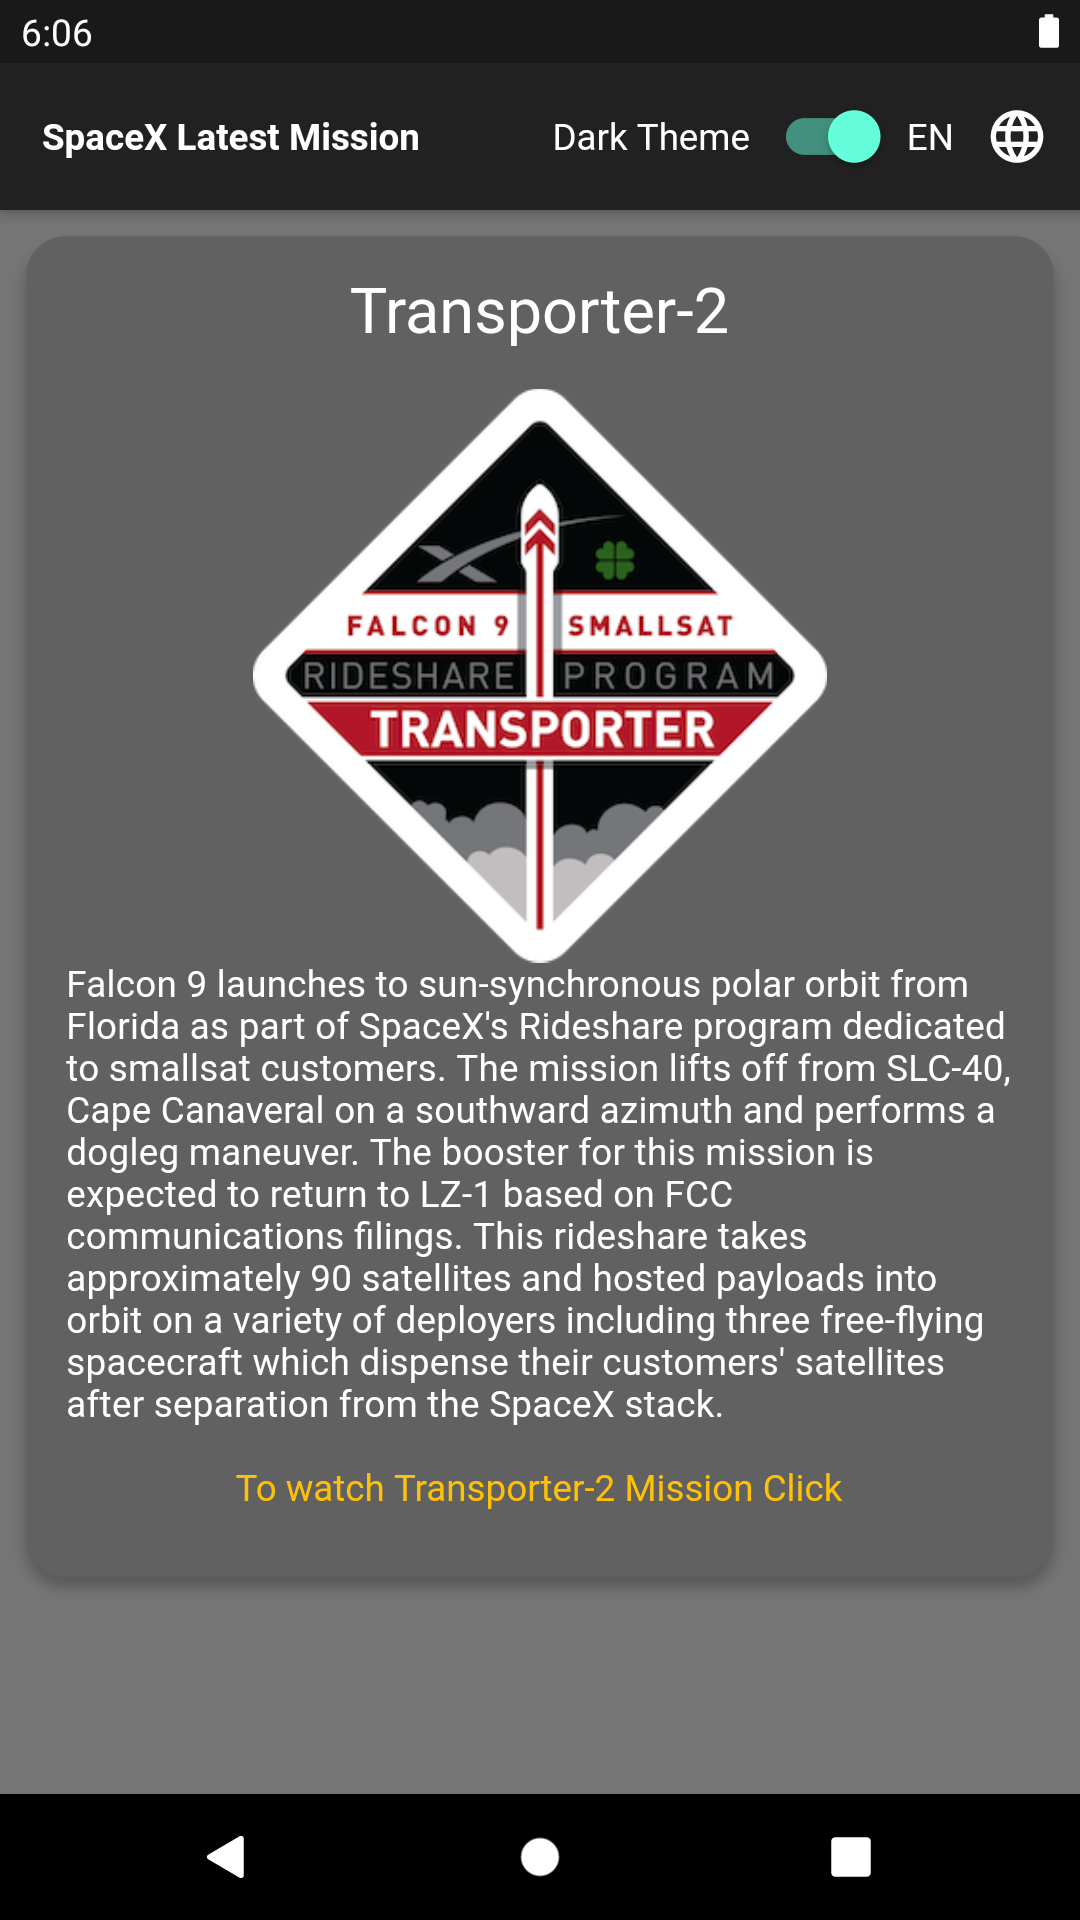 6:06
SpaceX Latest Mission
Dark Theme
EN
Transporter-2
FALCON 9 SMALLSAT
RIDESHARE PROGRAM
TRANSPORTER
Falcon 9 launches to sun-synchronous polar orbit from
Florida as part of SpaceX's Rideshare program dedicated
to smallsat customers. The mission lifts off from SLC-40,
Cape Canaveral on a southward azimuth and performs a
dogleg maneuver. The booster for this mission is
expected to return to LZ-1 based on FCC
communications filings. This rideshare takes
approximately 90 satellites and hosted payloads into
orbit on a variety of deployers including three free-flying
spacecraft which dispense their customers' satellites
after separation from the SpaceX stack.
To watch Transporter-2 Mission Click